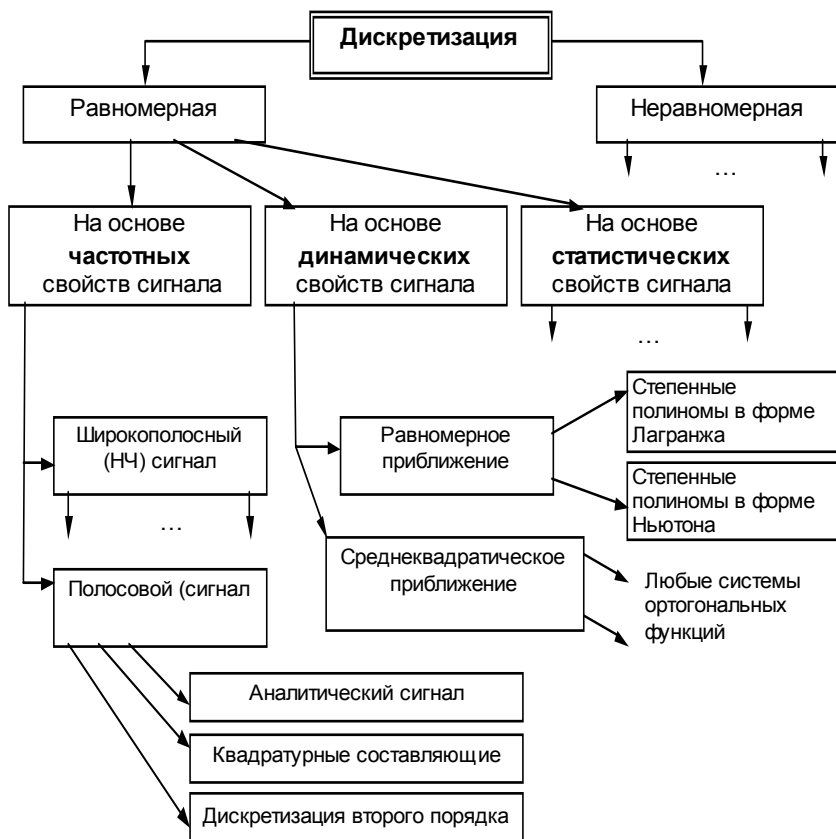 Дискретизация
Равномерная
Неравномерная
…
На основе
частотных
свойств сигнала
На основе
динамических
свойств сигнала
На основе
статистических
свойств сигнала
…
Широкополосный
(НЧ) сигнал
…
Равномерное
приближение
Степенные
полиномы в форме
Лагранжа
Степенные
полиномы в форме
Ньютона
Полосовой (сигнал
Среднеквадратическое
приближение
Любые системы
ортогональных
функций
Аналитический сигнал
Квадратурные составляющие
Дискретизация второго порядка